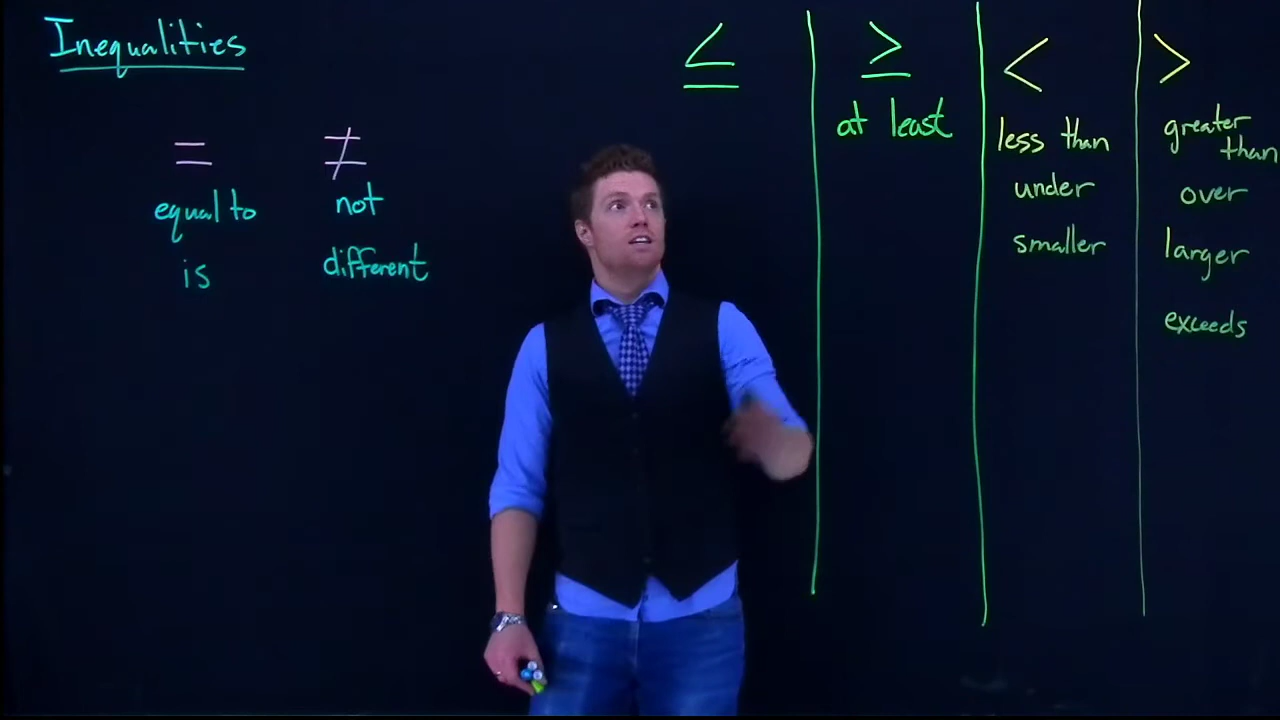 Inequalities
= ≠
equal to not
is different
≤ ≥ < >
at least
less than
under
smaller
greater
than
over
larger
exceeds